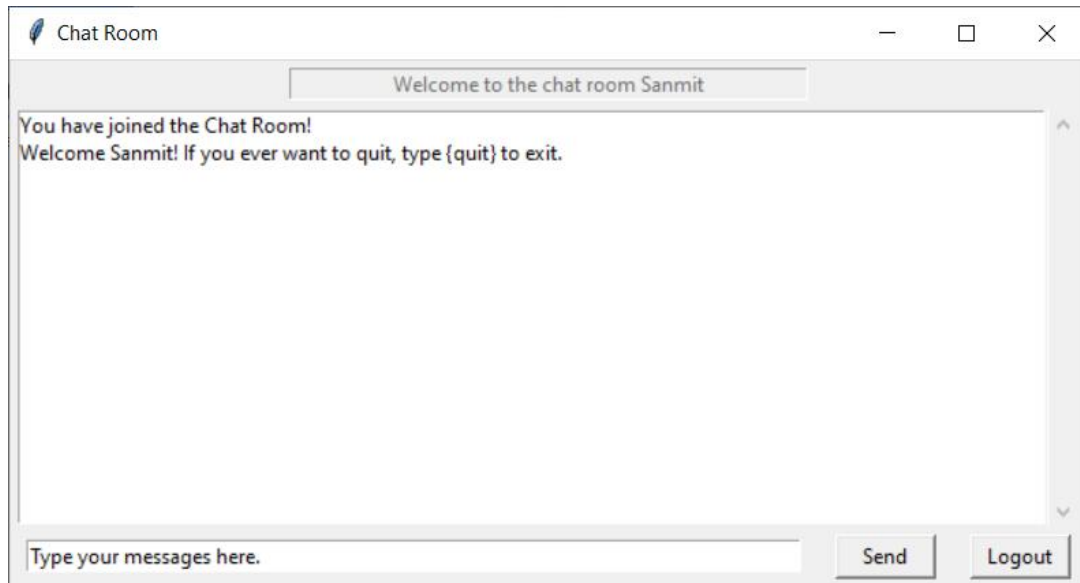 Chat Room
Welcome to the chat room Sanmit
You have joined the Chat Room!
Welcome Sanmit! If you ever want to quit, type {quit} to exit.
Type your messages here.
Send
Logout